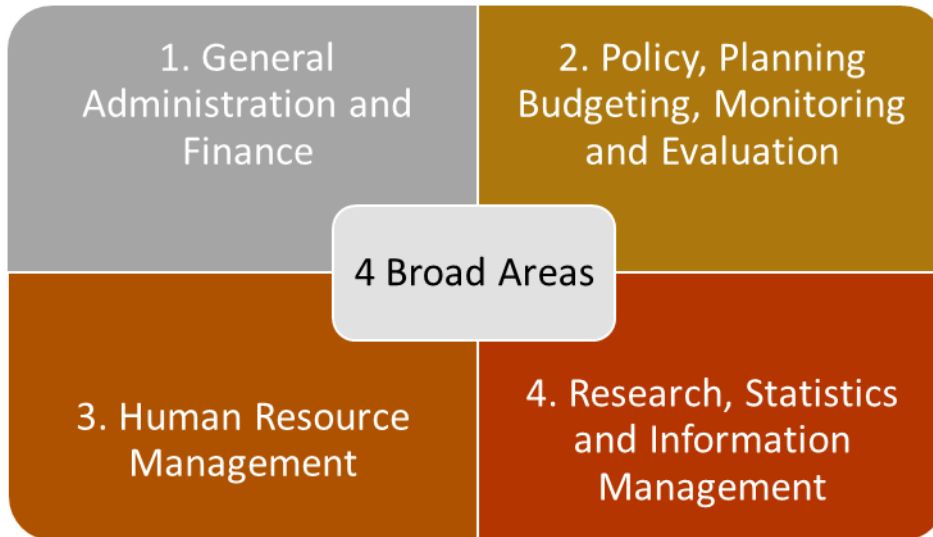 1. General
Administration and
Finance
2. Policy, Planning
Budgeting, Monitoring
and Evaluation
4 Broad Areas
3. Human Resource
Management
4. Research, Statistics
and Information
Management